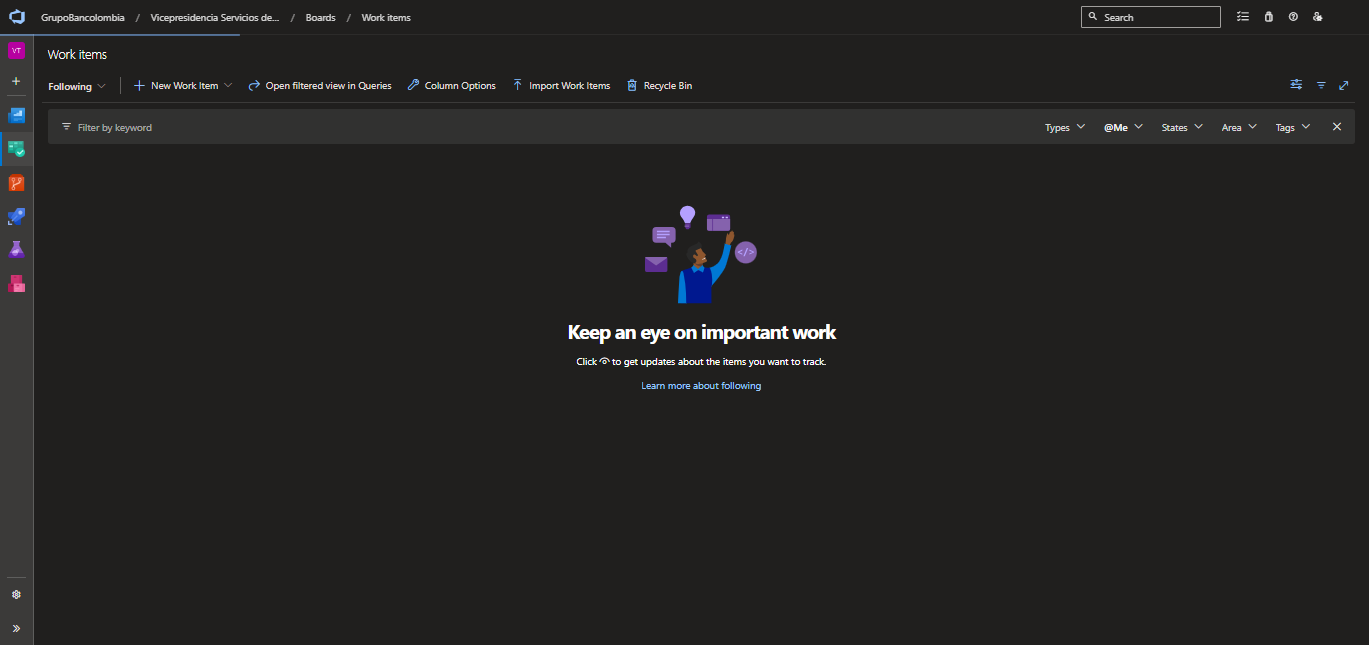 GrupoBancolombia / Vicepresidencia Servicios de... / Boards / Work items
Search
VT
Work items
Following
New Work Item
Open filtered view in Queries
Column Options
Import Work Items
Recycle Bin
Filter by keyword
Types
@Me
States
Area
Tags
</>
Keep an eye on important work
Click to get updates about the items you want to track.
Learn more about following